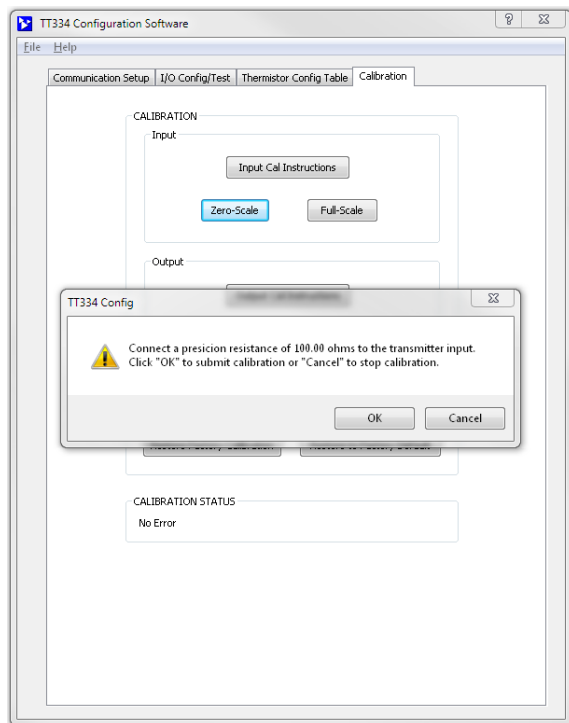 TT334 Configuration Software
File Help
Communication Setup I/O Config/Test Thermistor Config Table Calibration
CALIBRATION
Input
Input Cal Instructions
Zero-Scale Full-Scale
Output
TT334 Config
Connect a presicion resistance of 100.00 ohms to the transmitter input.
Click "OK" to submit calibration or "Cancel" to stop calibration.
OK Cancel
CALIBRATION STATUS
No Error